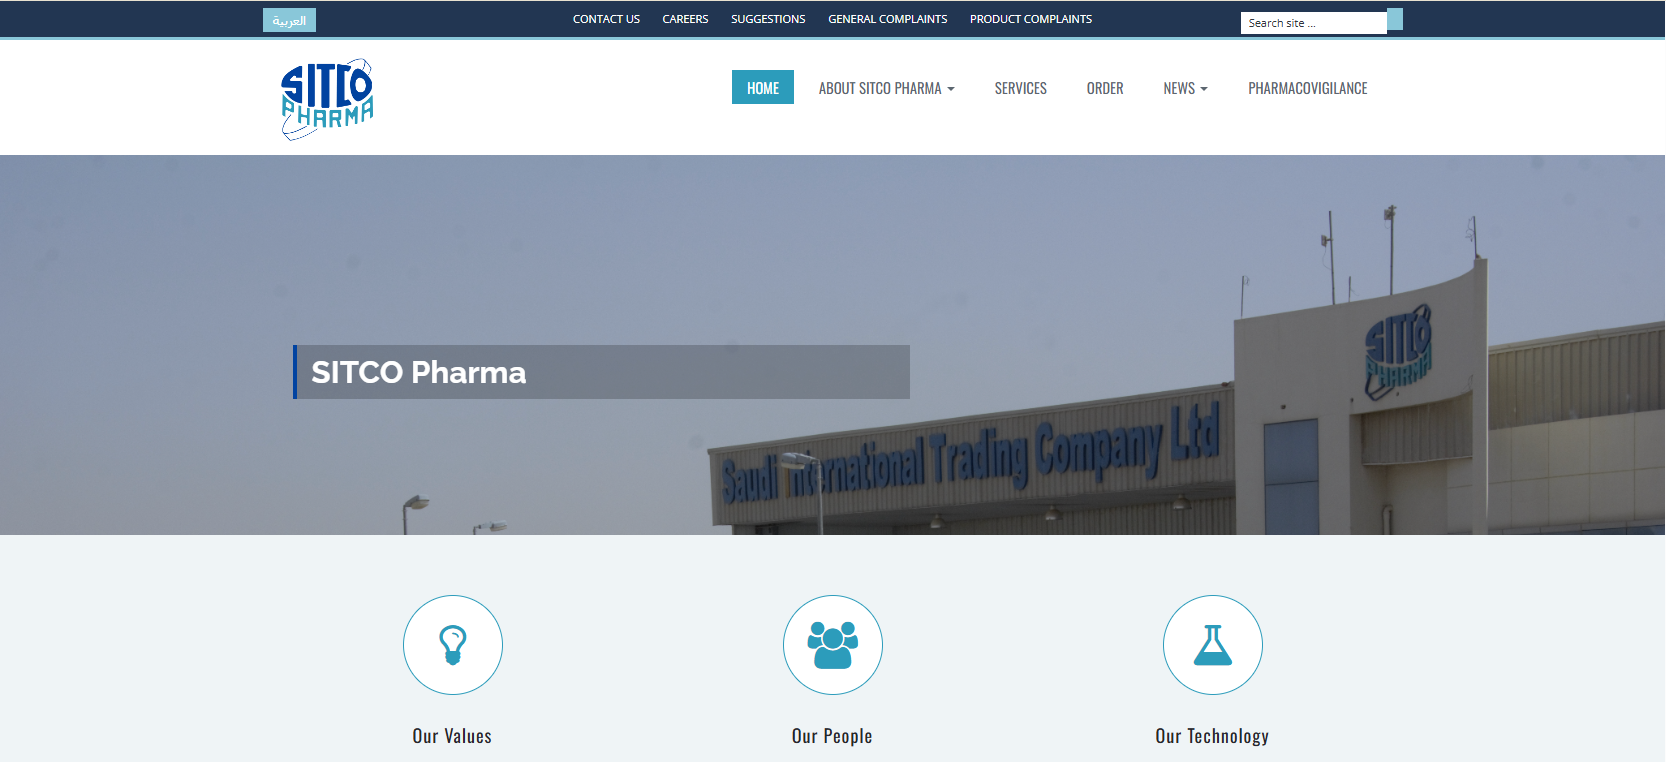 العربية
CONTACT US CAREERS SUGGESTIONS GENERAL COMPLAINTS PRODUCT COMPLAINTS
Search site ...
SITCO
PHARMA
HOME ABOUT SITCO PHARMA SERVICES ORDER NEWS PHARMACOVIGILANCE
SITCO
PHARMA
SITCO Pharma
Saudi International Trading Company Ltd
Our Values Our People Our Technology